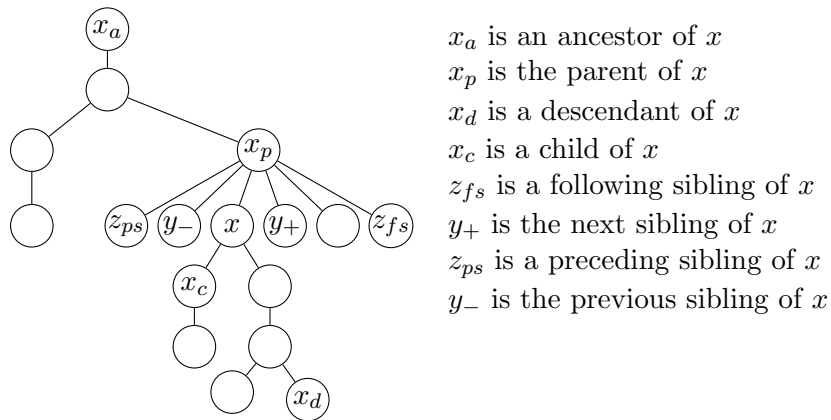 x_a
x_p
z_ps y_- x y_+ z_fs
x_c
x_d
x_a is an ancestor of x
x_p is the parent of x
x_d is a descendant of x
x_c is a child of x
z_fs is a following sibling of x
y_+ is the next sibling of x
z_ps is a preceding sibling of x
y_- is the previous sibling of x